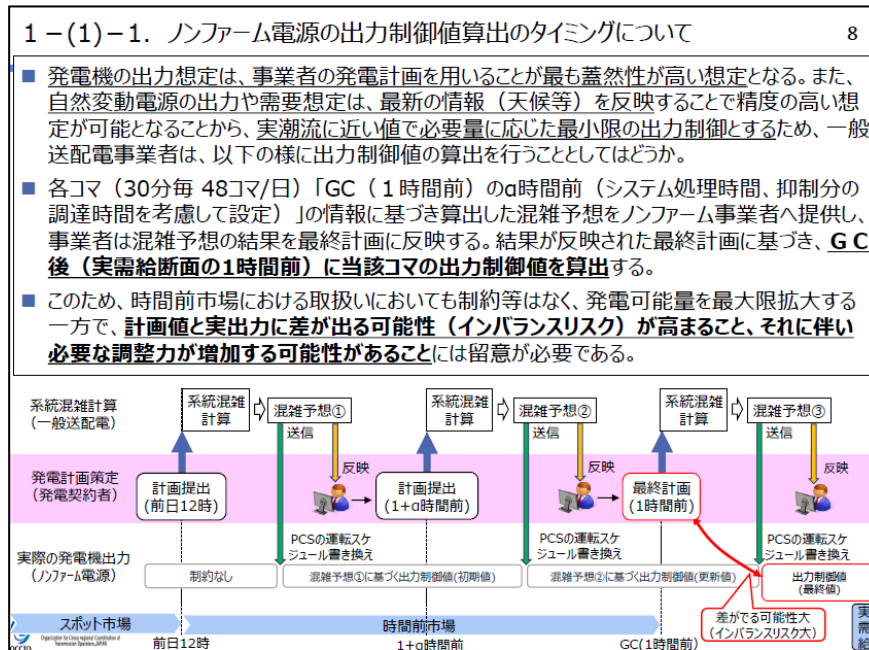 1-(1)-1. ノンファーム電源の出力制御値算出のタイミングについて 8
■ 発電機の出力想定は、事業者の発電計画を用いることが最も蓋然性が高い想定となる。また、
自然変動電源の出力や需要想定は、最新の情報（天候等）を反映することで精度の高い想
定が可能となることから、実潮流に近い値で必要量に応じた最小限の出力制御とするため、一般
送配電事業者は、以下の様に出力制御値の算出を行うこととしてはどうか。
■ 各コマ（30分毎 48コマ/日）「GC（1時間前）のα時間前（システム処理時間、抑制分の
調達時間を考慮して設定）」の情報に基づき算出した混雑予想をノンファーム事業者へ提供し、
事業者は混雑予想の結果を最終計画に反映する。結果が反映された最終計画に基づき、GC
後（実需給断面の1時間前）に当該コマの出力制御値を算出する。
■ このため、時間前市場における取扱いにおいても制約等はなく、発電可能量を最大限拡大する
一方で、計画値と実出力に差が出る可能性（インバランスリスク）が高まること、それに伴い
必要な調整力が増加する可能性があることには留意が必要である。
系統混雑計算
（一般送配電）
系統混雑
計算
混雑予想①
系統混雑
計算
混雑予想②
系統混雑
計算
混雑予想③
送信
送信
送信
反映
反映
反映
発電計画策定
（発電契約者）
計画提出
（前日12時）
計画提出
（1+α時間前）
最終計画
（1時間前）
PCSの運転スケ
ジュール書き換え
PCSの運転スケ
ジュール書き換え
PCSの運転スケ
ジュール書き換え
実際の発電機出力
（ノンファーム電源）
制約なし
混雑予想①に基づく出力制御値(初期値)
混雑予想②に基づく出力制御値(更新値)
出力制御値
(最終値)
差がでる可能性大
（インバランスリスク大）
スポット市場
時間前市場
実
需
給
OCCTO
Organization for Cross-regional Coordination of
Transmission Operators, JAPAN
前日12時
1+α時間前
GC(1時間前)